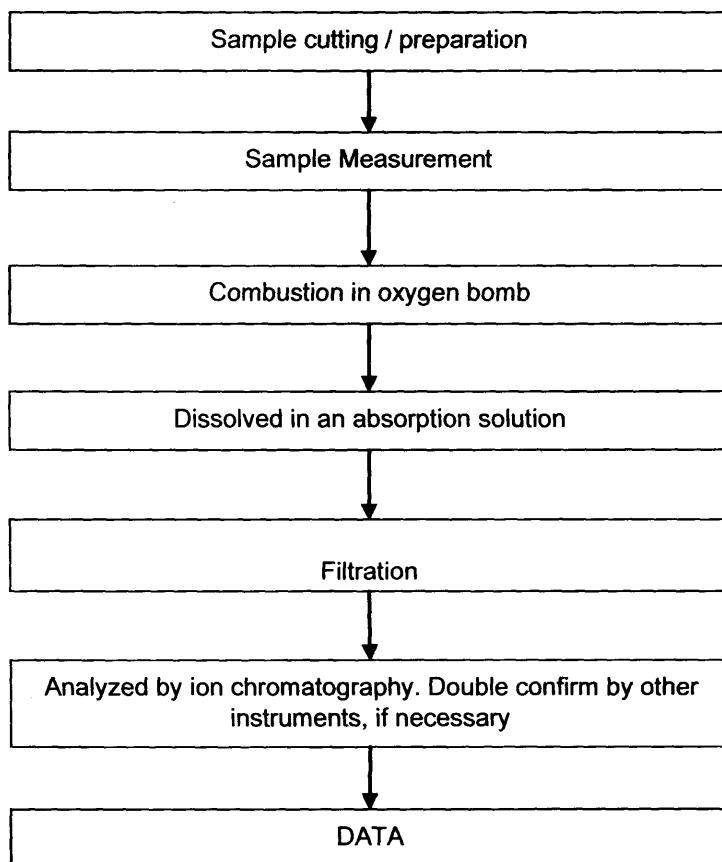 Sample cutting / preparation
Sample Measurement
Combustion in oxygen bomb
Dissolved in an absorption solution
Filtration
Analyzed by ion chromatography. Double confirm by other
instruments, if necessary
DATA